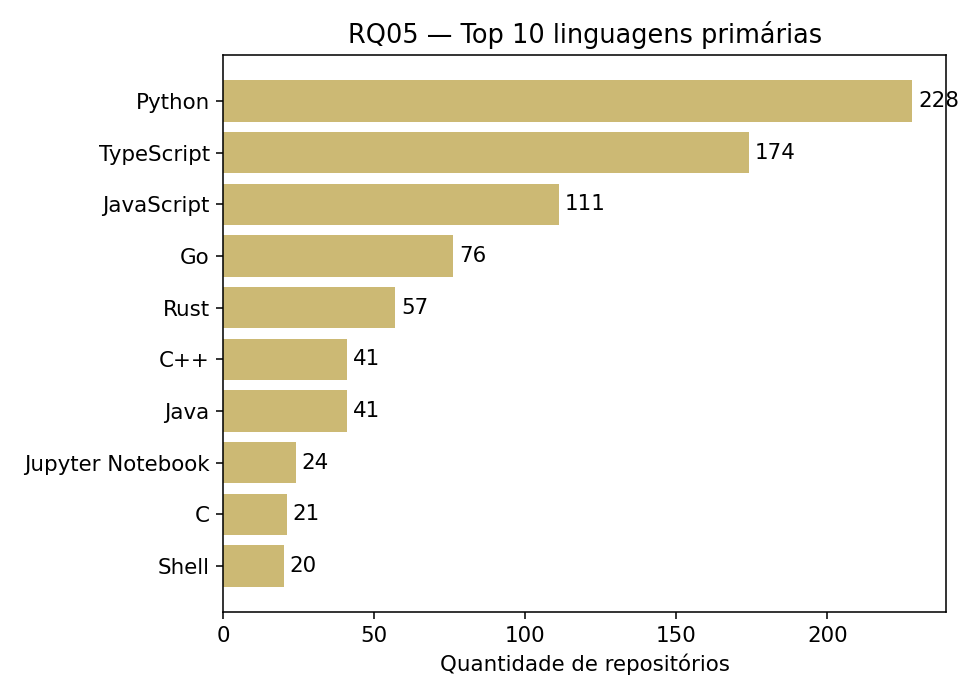 RQ05 — Top 10 linguagens primárias
Python 228
TypeScript 174
JavaScript 111
Go 76
Rust 57
C++ 41
Java 41
Jupyter Notebook 24
C 21
Shell 20
0 50 100 150 200
Quantidade de repositórios